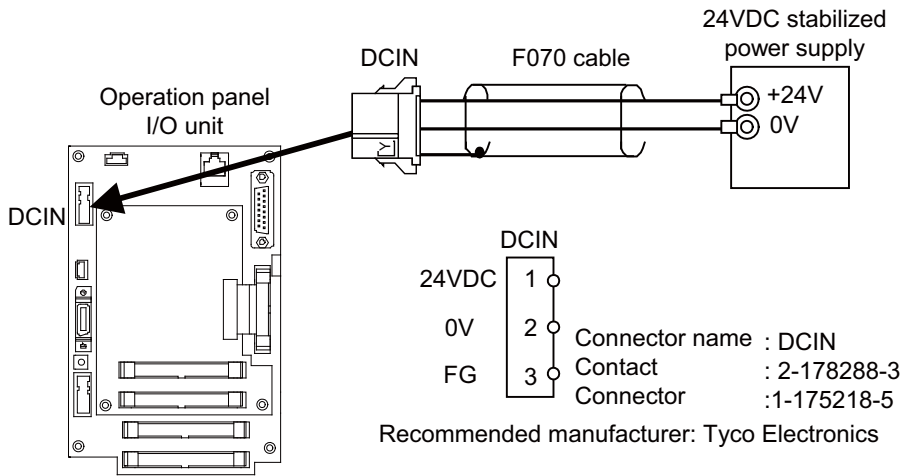 24VDC stabilized
power supply
DCIN
F070 cable
Operation panel
I/O unit
+24V
0V
Y
DCIN
DCIN
24VDC
1
0V
2
FG
3
Connector name : DCIN
Contact : 2-178288-3
Connector :1-175218-5
Recommended manufacturer: Tyco Electronics